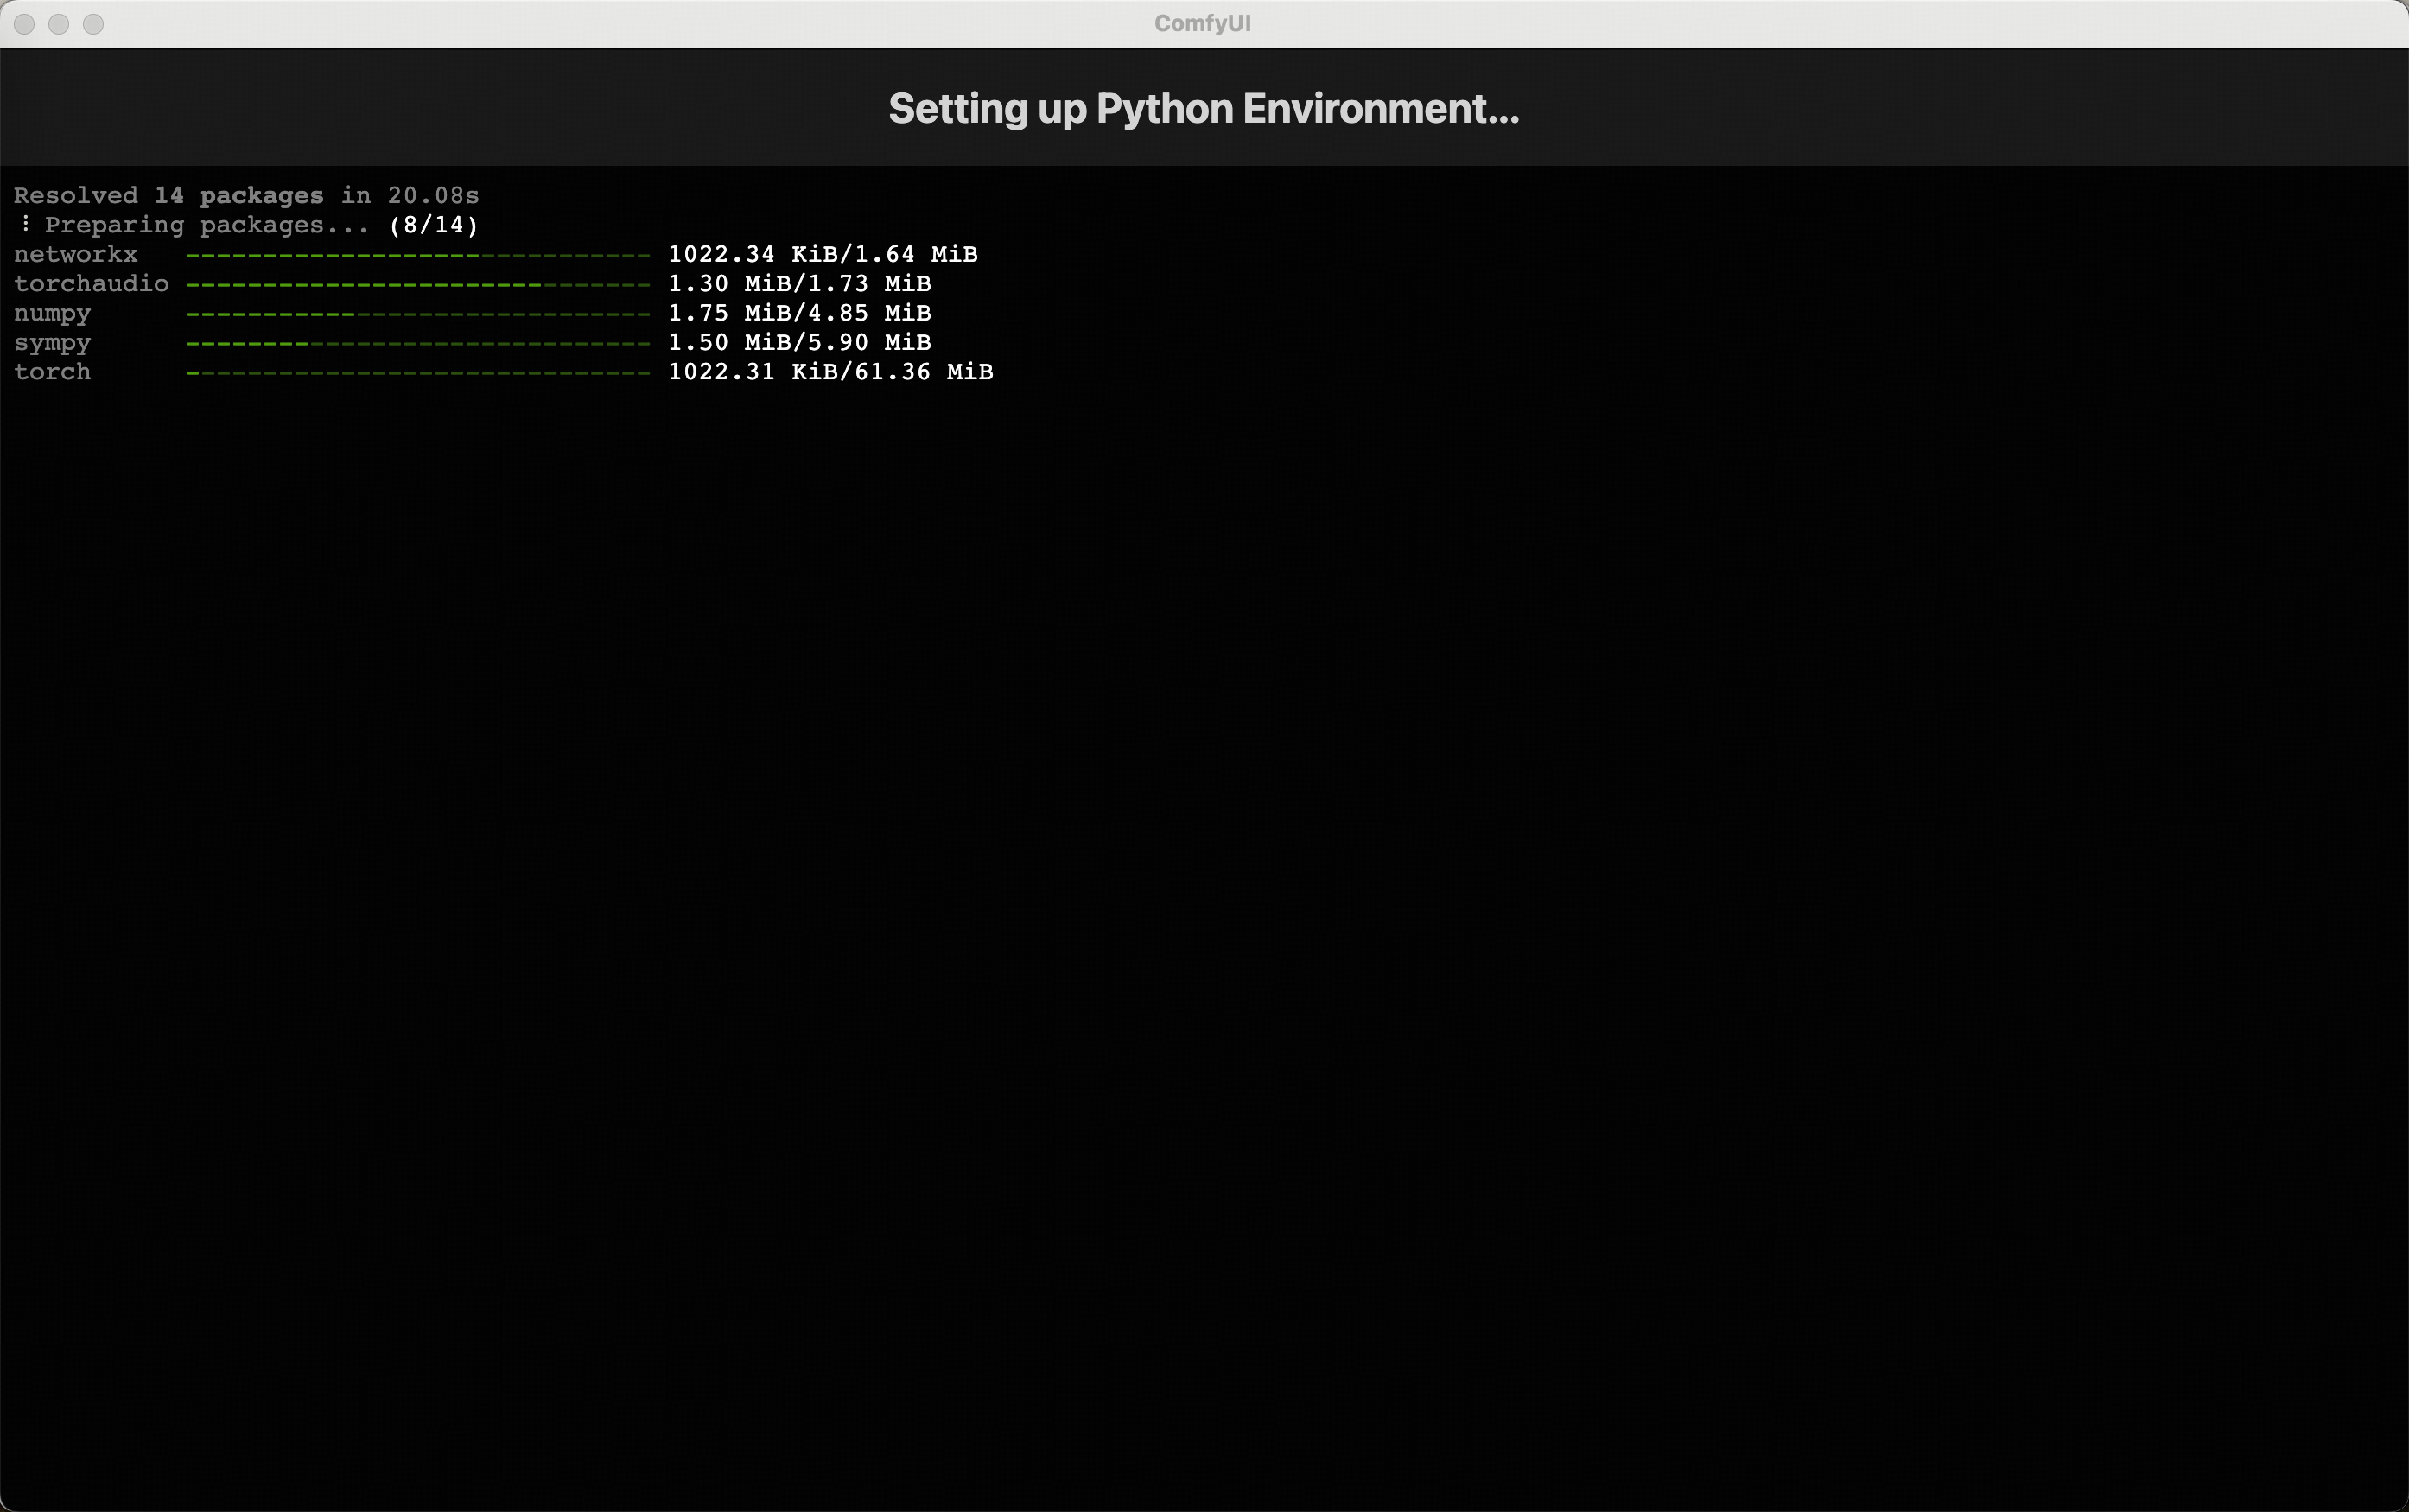 ComfyUI
Setting up Python Environment...
Resolved 14 packages in 20.08s
⠸ Preparing packages... (8/14)
networkx ------------------------------ 1022.34 KiB/1.64 MiB
torchaudio ------------------------------ 1.30 MiB/1.73 MiB
numpy ------------------------------ 1.75 MiB/4.85 MiB
sympy ------------------------------ 1.50 MiB/5.90 MiB
torch ------------------------------ 1022.31 KiB/61.36 MiB